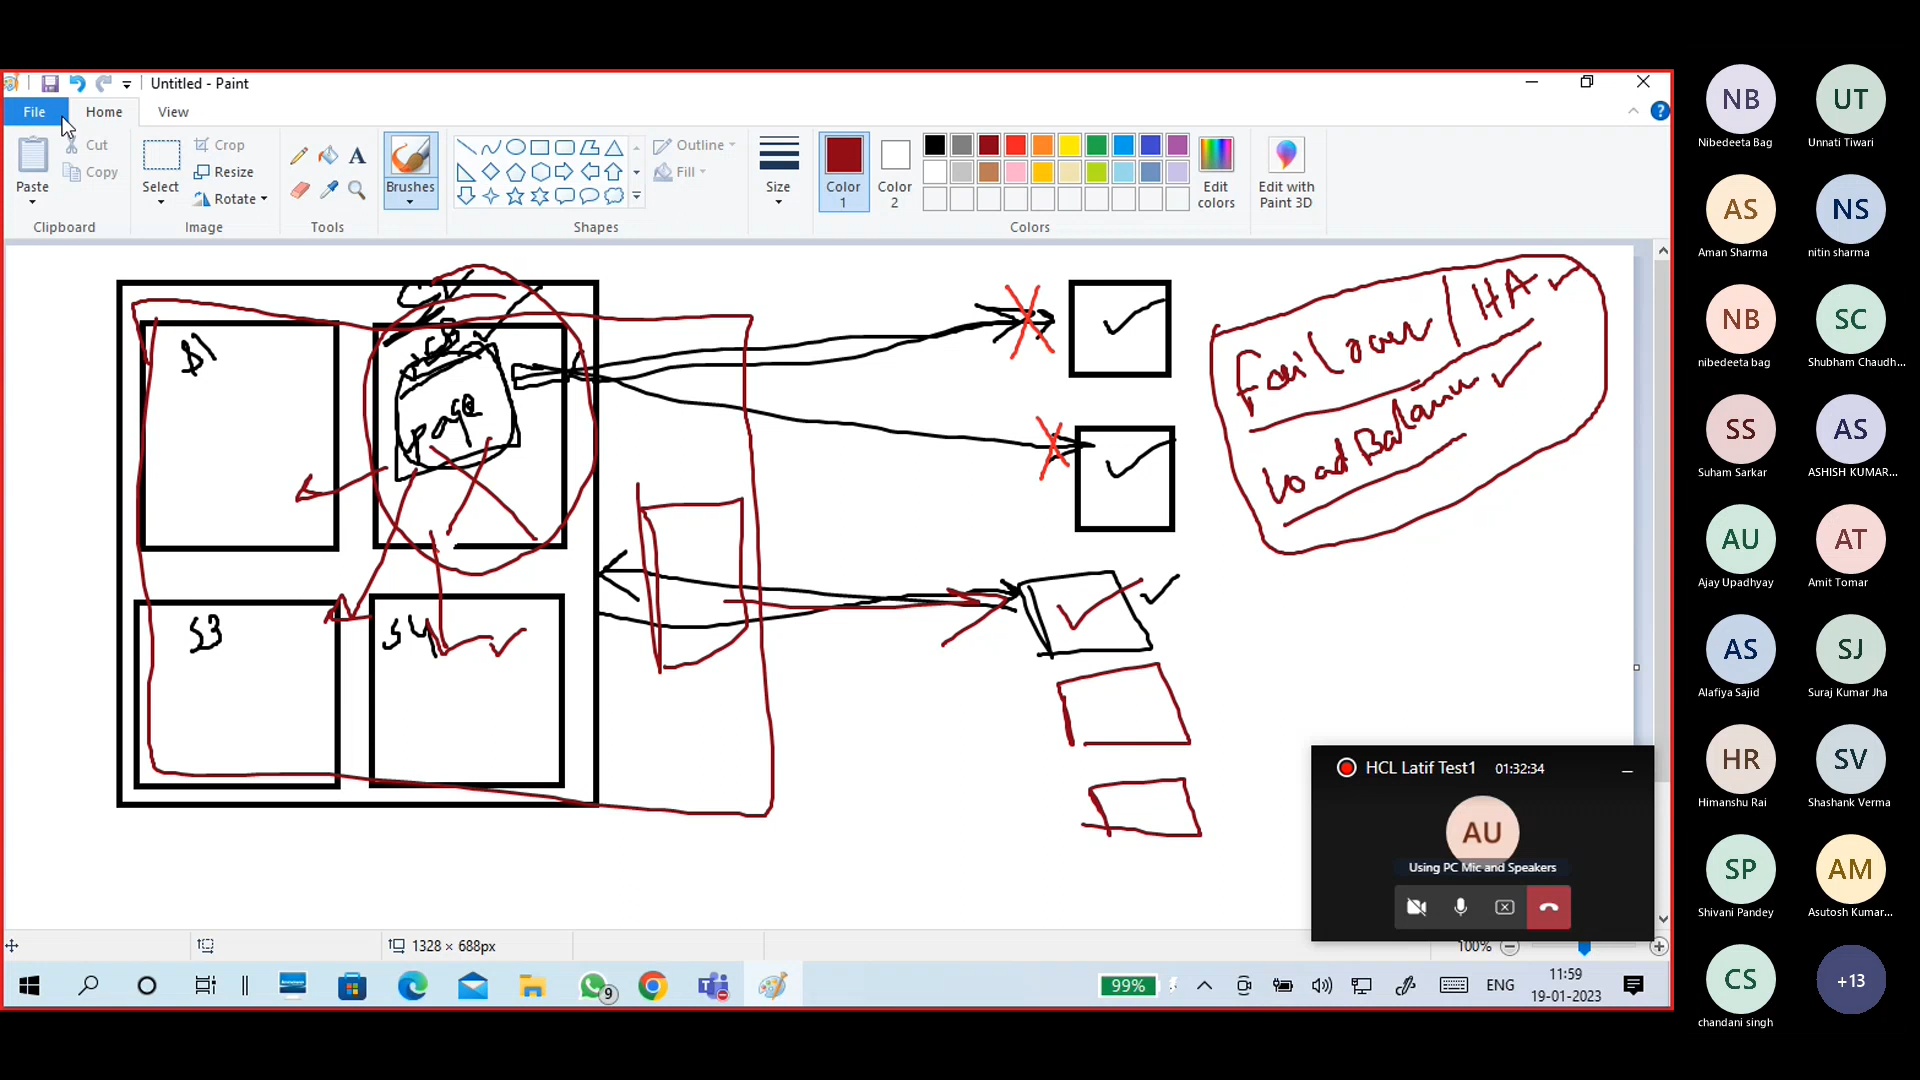 Untitled - Paint
File
Home
View
Cut
Copy
Paste
Clipboard
Crop
Resize
Rotate
Select
Image
Tools
Brushes
Outline
Fill
Shapes
Size
Color 1
Color 2
Edit colors
Edit with Paint 3D
Colors
S1
page
S3
S4
Failover | HA
Load Balancing
1328 × 688px
100%
HCL Latif Test1 01:32:34
AU
Using PC Mic and Speakers
9
99%
ENG
11:59
19-01-2023
NB
Nibedeeta Bag
UT
Unnati Tiwari
AS
Aman Sharma
NS
nitin sharma
NB
nibedeeta bag
SC
Shubham Chaudh...
SS
Suham Sarkar
AS
ASHISH KUMAR...
AU
Ajay Upadhyay
AT
Amit Tomar
AS
Alafiya Sajid
SJ
Suraj Kumar Jha
HR
Himanshu Rai
SV
Shashank Verma
SP
Shivani Pandey
AM
Asutosh Kumar...
CS
chandani singh
+13